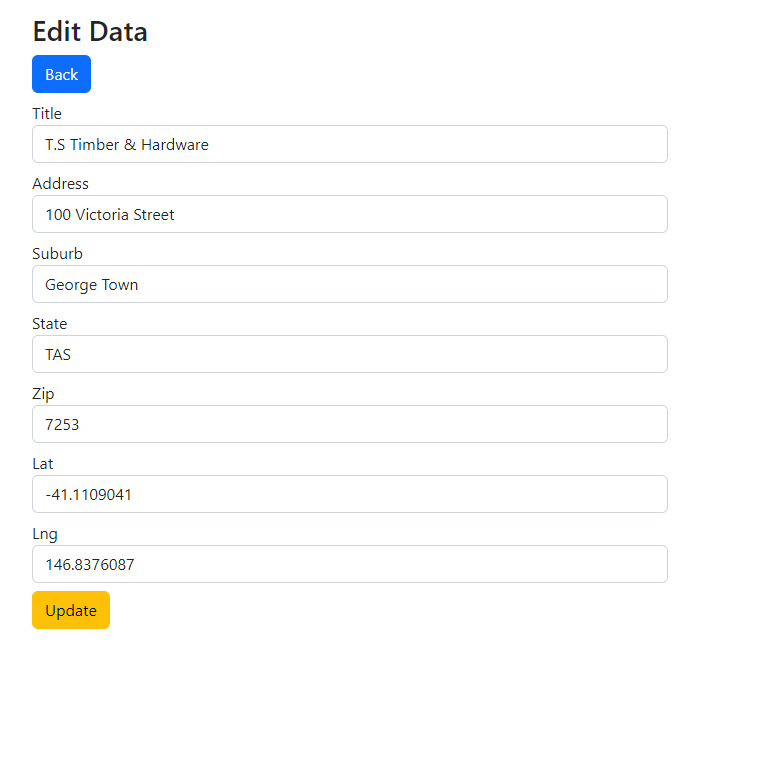 Edit Data
Back
Title
T.S Timber & Hardware
Address
100 Victoria Street
Suburb
George Town
State
TAS
Zip
7253
Lat
-41.1109041
Lng
146.8376087
Update